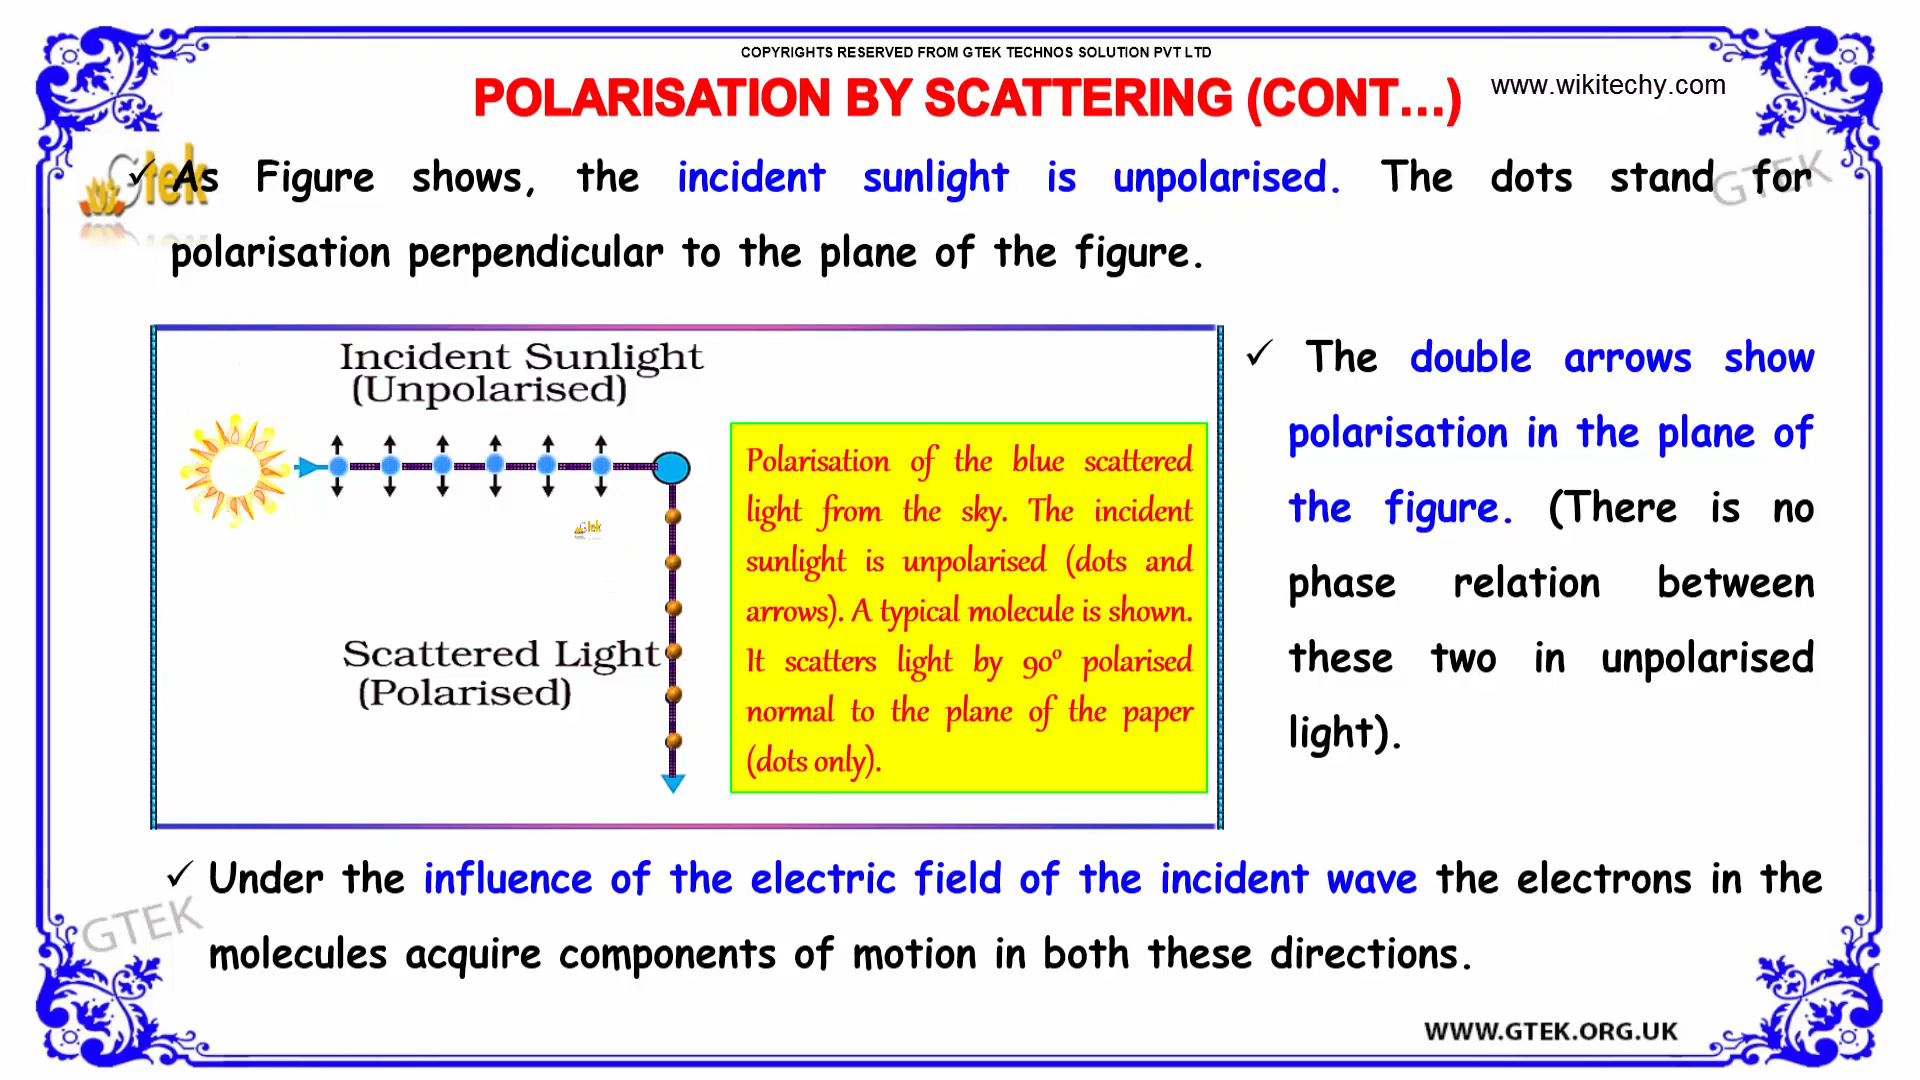 COPYRIGHTS RESERVED FROM GTEK TECHNOS SOLUTION PVT LTD
POLARISATION BY SCATTERING (CONT...)
www.wikitechy.com
Gtek
GTEK
✓ As Figure shows, the incident sunlight is unpolarised. The dots stand for
polarisation perpendicular to the plane of the figure.
Incident Sunlight
(Unpolarised)
Gtek
Scattered Light
(Polarised)
Polarisation of the blue scattered
light from the sky. The incident
sunlight is unpolarised (dots and
arrows). A typical molecule is shown.
It scatters light by 90º polarised
normal to the plane of the paper
(dots only).
✓ The double arrows show
polarisation in the plane of
the figure. (There is no
phase relation between
these two in unpolarised
light).
✓ Under the influence of the electric field of the incident wave the electrons in the
molecules acquire components of motion in both these directions.
GTEK
WWW.GTEK.ORG.UK